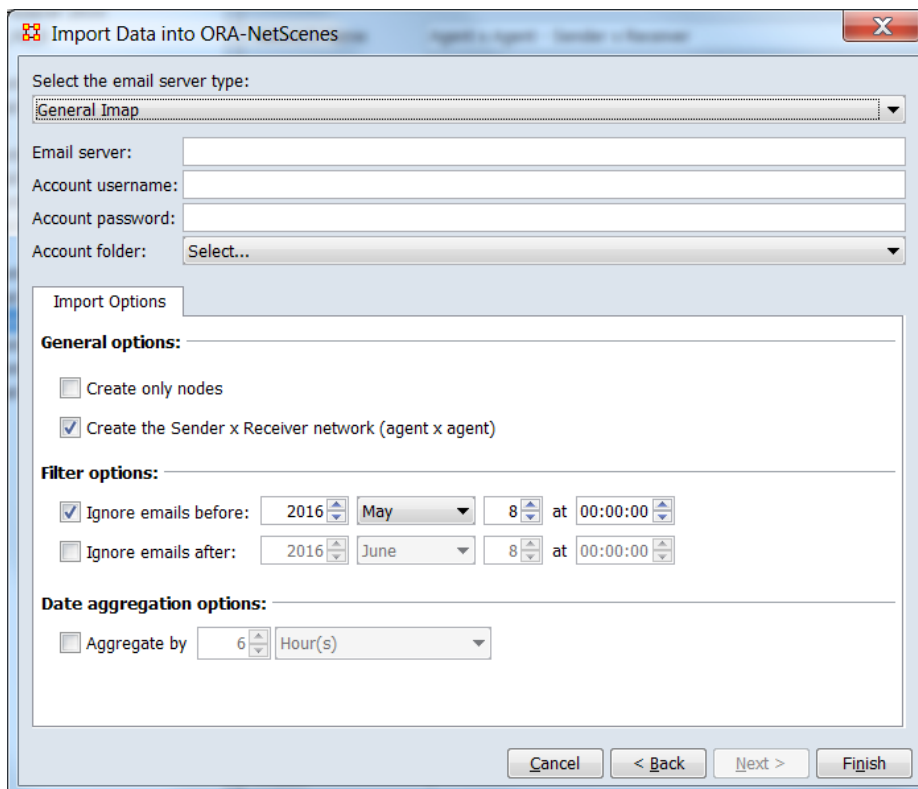 Import Data into ORA-NetScenes
Select the email server type:
General Imap
Email server:
Account username:
Account password:
Account folder: Select...
Import Options
General options:
Create only nodes
Create the Sender x Receiver network (agent x agent)
Filter options:
Ignore emails before: 2016 May 8 at 00:00:00
Ignore emails after: 2016 June 8 at 00:00:00
Date aggregation options:
Aggregate by 6 Hour(s)
Cancel < Back Next > Finish